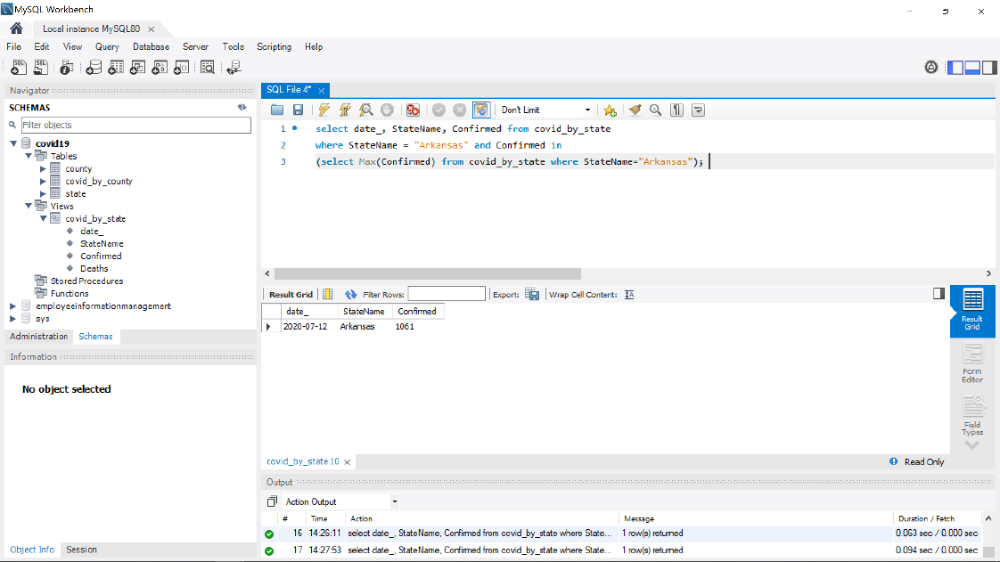 MySQL Workbench
Local instance MySQL80
File Edit View Query Database Server Tools Scripting Help
Navigator
SCHEMAS
Filter objects
covid19
Tables
county
covid_by_county
state
Views
covid_by_state
date_
StateName
Confirmed
Deaths
Stored Procedures
Functions
employeeinformationmanagement
sys
Administration Schemas
Information
No object selected
Object Info Session
SQL File 4*
Don't Limit
1 select date_, StateName, Confirmed from covid_by_state
2 where StateName = "Arkansas" and Confirmed in
3 (select Max(Confirmed) from covid_by_state where StateName="Arkansas");
Result Grid Filter Rows: Export: Wrap Cell Content:
date_ StateName Confirmed
2020-07-12 Arkansas 1061
Result
Grid
Form
Editor
Field
Types
covid_by_state 10 Read Only
Output
Action Output
# Time Action Message Duration / Fetch
16 14:26:11 select date_, StateName, Confirmed from covid_by_state where State... 1 row(s) returned 0.063 sec / 0.000 sec
17 14:27:53 select date_, StateName, Confirmed from covid_by_state where State... 1 row(s) returned 0.094 sec / 0.000 sec